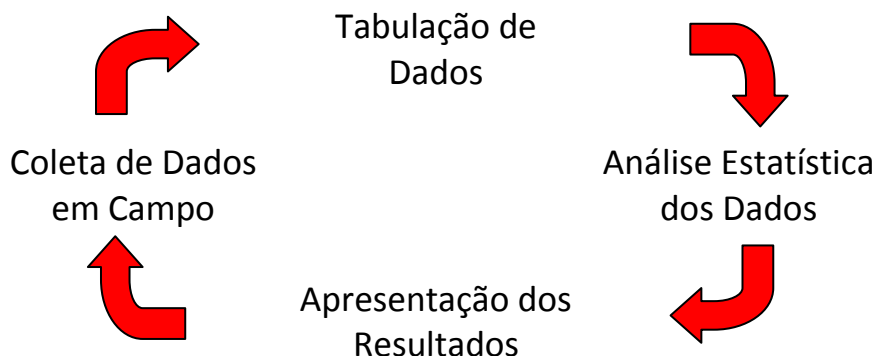 Tabulação de
Dados
Coleta de Dados
em Campo
Análise Estatística
dos Dados
Apresentação dos
Resultados